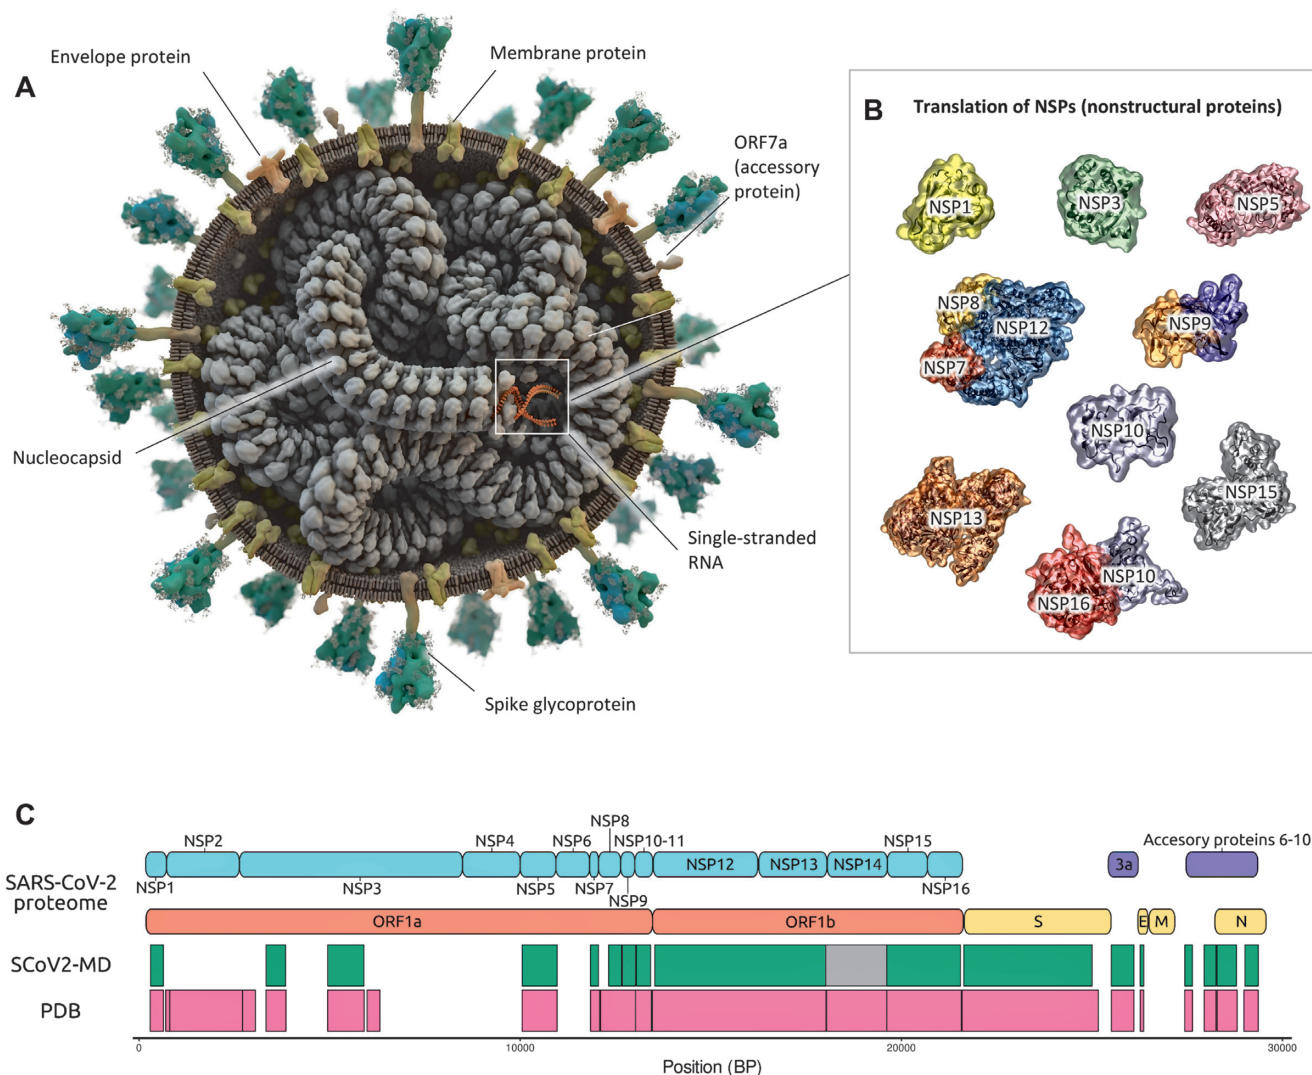 A
Envelope protein
Membrane protein
ORF7a
(accessory
protein)
Nucleocapsid
Single-stranded
RNA
Spike glycoprotein
B
Translation of NSPs (nonstructural proteins)
NSP1
NSP3
NSP5
NSP8
NSP12
NSP9
NSP7
NSP10
NSP15
NSP13
NSP10
NSP16
C
NSP8
NSP2
NSP4
NSP6
NSP10-11
NSP15
Accesory proteins 6-10
NSP12
NSP13
NSP14
3a
SARS-CoV-2
proteome
NSP1
NSP3
NSP5
NSP7
NSP9
NSP16
ORF1a
ORF1b
S
E
M
N
SCoV2-MD
PDB
0
10000
20000
30000
Position (BP)